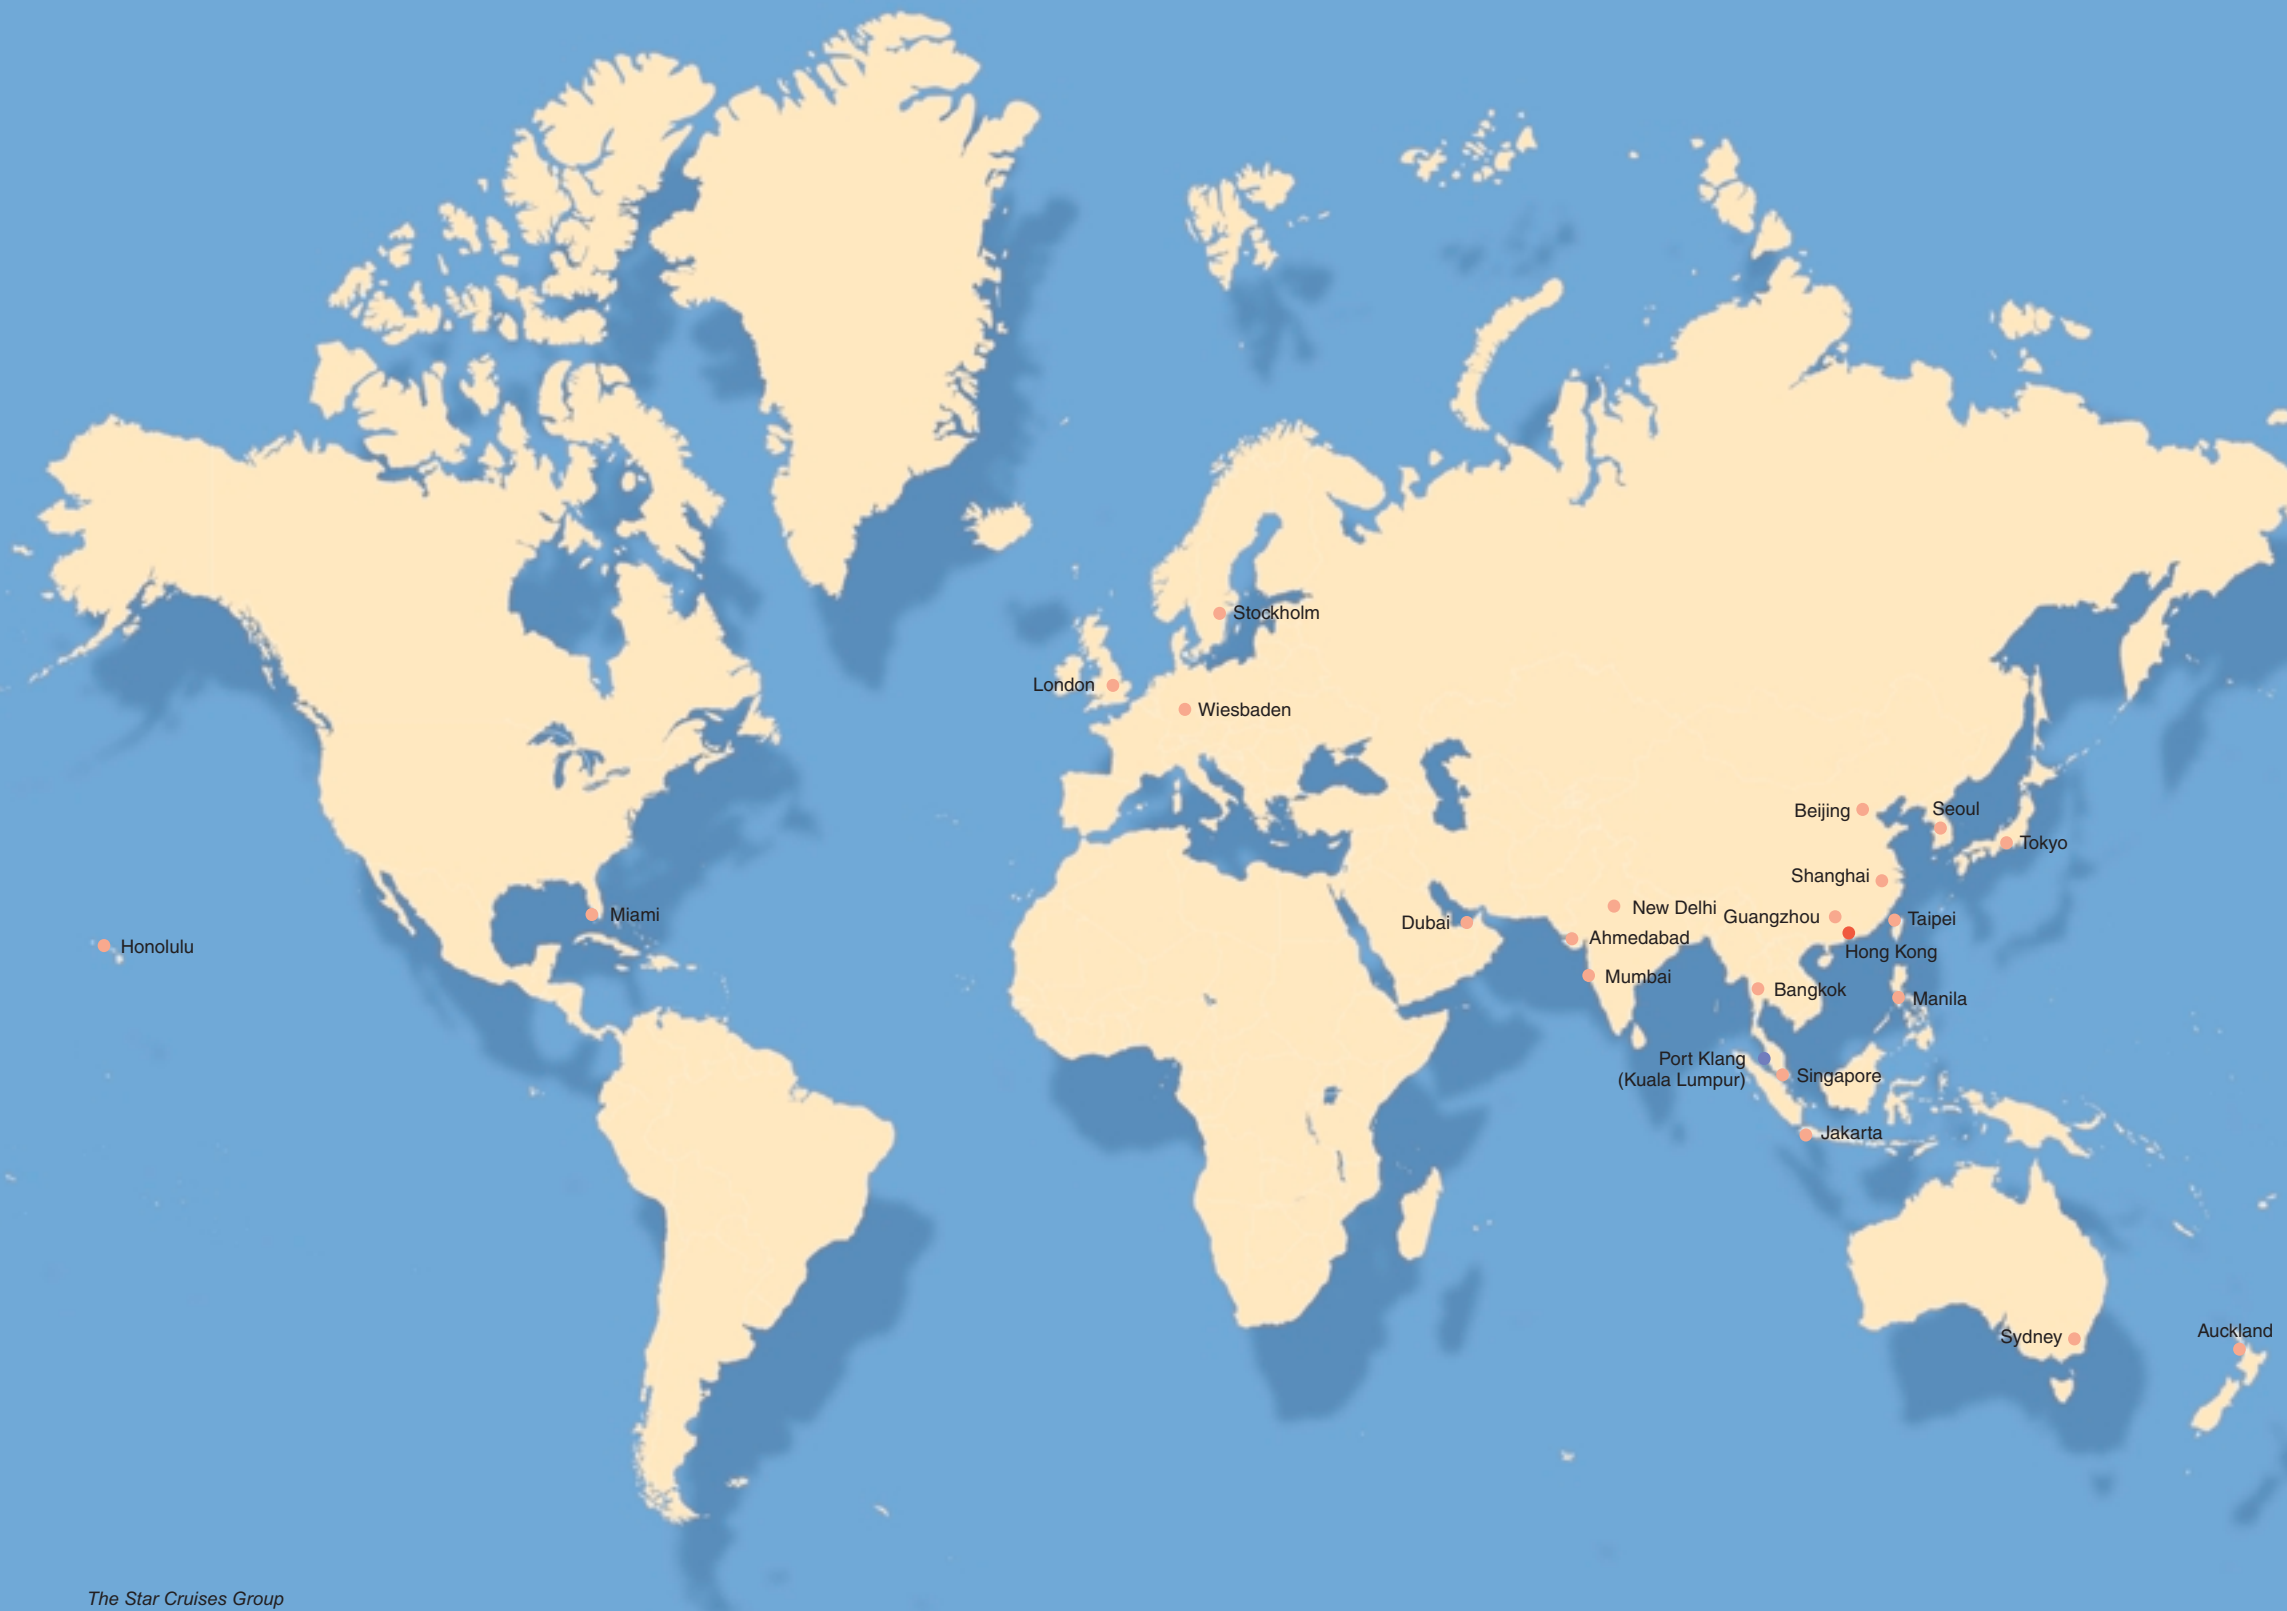 Stockholm
London
Wiesbaden
Beijing
Seoul
Tokyo
Shanghai
New Delhi
Guangzhou
Taipei
Miami
Dubai
Ahmedabad
Honolulu
Hong Kong
Mumbai
Bangkok
Manila
Port Klang
(Kuala Lumpur)
Singapore
Jakarta
Sydney
Auckland
The Star Cruises Group